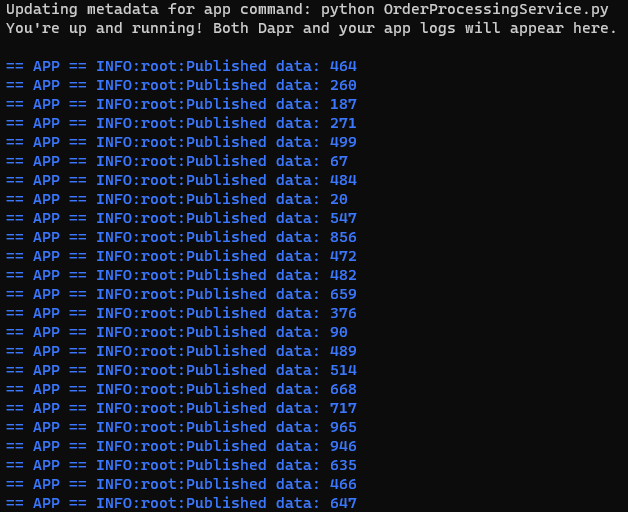 Updating metadata for app command: python OrderProcessingService.py
You're up and running! Both Dapr and your app logs will appear here.
== APP == INFO:root:Published data: 464
== APP == INFO:root:Published data: 260
== APP == INFO:root:Published data: 187
== APP == INFO:root:Published data: 271
== APP == INFO:root:Published data: 499
== APP == INFO:root:Published data: 67
== APP == INFO:root:Published data: 484
== APP == INFO:root:Published data: 20
== APP == INFO:root:Published data: 547
== APP == INFO:root:Published data: 856
== APP == INFO:root:Published data: 472
== APP == INFO:root:Published data: 482
== APP == INFO:root:Published data: 659
== APP == INFO:root:Published data: 376
== APP == INFO:root:Published data: 90
== APP == INFO:root:Published data: 489
== APP == INFO:root:Published data: 514
== APP == INFO:root:Published data: 668
== APP == INFO:root:Published data: 717
== APP == INFO:root:Published data: 965
== APP == INFO:root:Published data: 946
== APP == INFO:root:Published data: 635
== APP == INFO:root:Published data: 466
== APP == INFO:root:Published data: 647